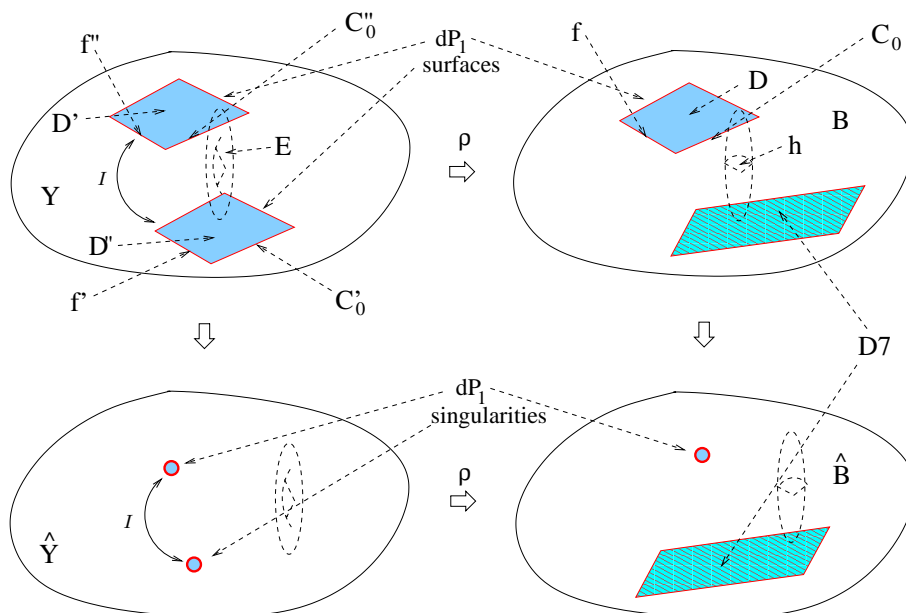 f" C"₀ dP₁ surfaces f C₀
D' D B
E ρ h
I
Y
D"
f' C'₀
D7
dP₁ singularities
B̂
ρ
I
Ŷ